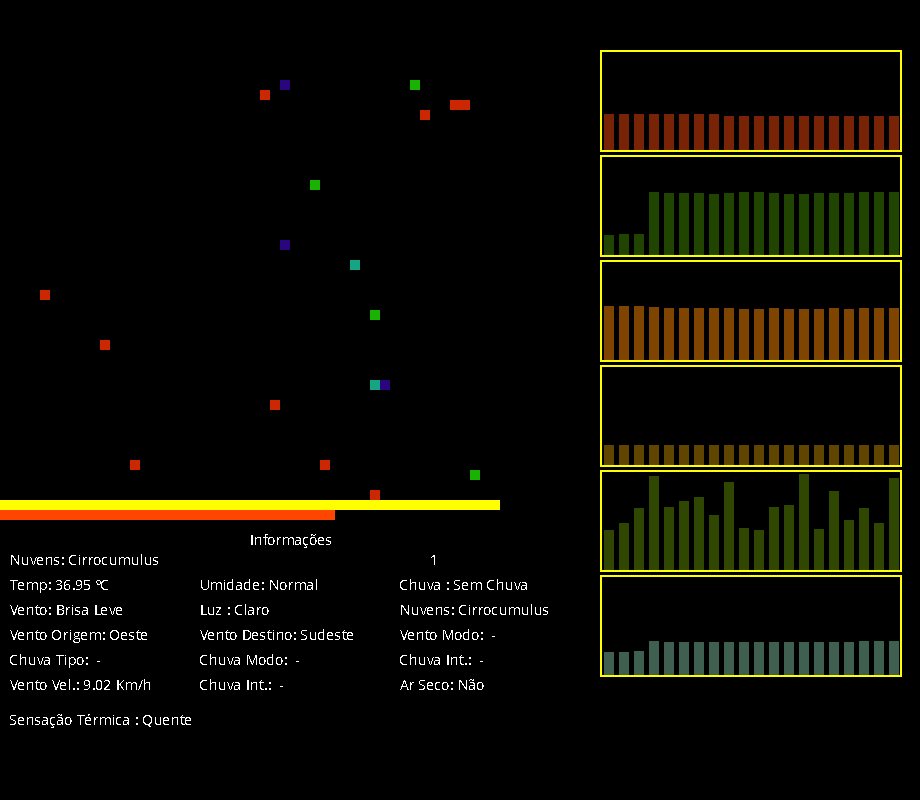 Informações
Nuvens: Cirrocumulus 1
Temp: 36.95 ºC Umidade: Normal Chuva : Sem Chuva
Vento: Brisa Leve Luz : Claro Nuvens: Cirrocumulus
Vento Origem: Oeste Vento Destino: Sudeste Vento Modo: -
Chuva Tipo: - Chuva Modo: - Chuva Int.: -
Vento Vel.: 9.02 Km/h Chuva Int.: - Ar Seco: Não
Sensação Térmica : Quente